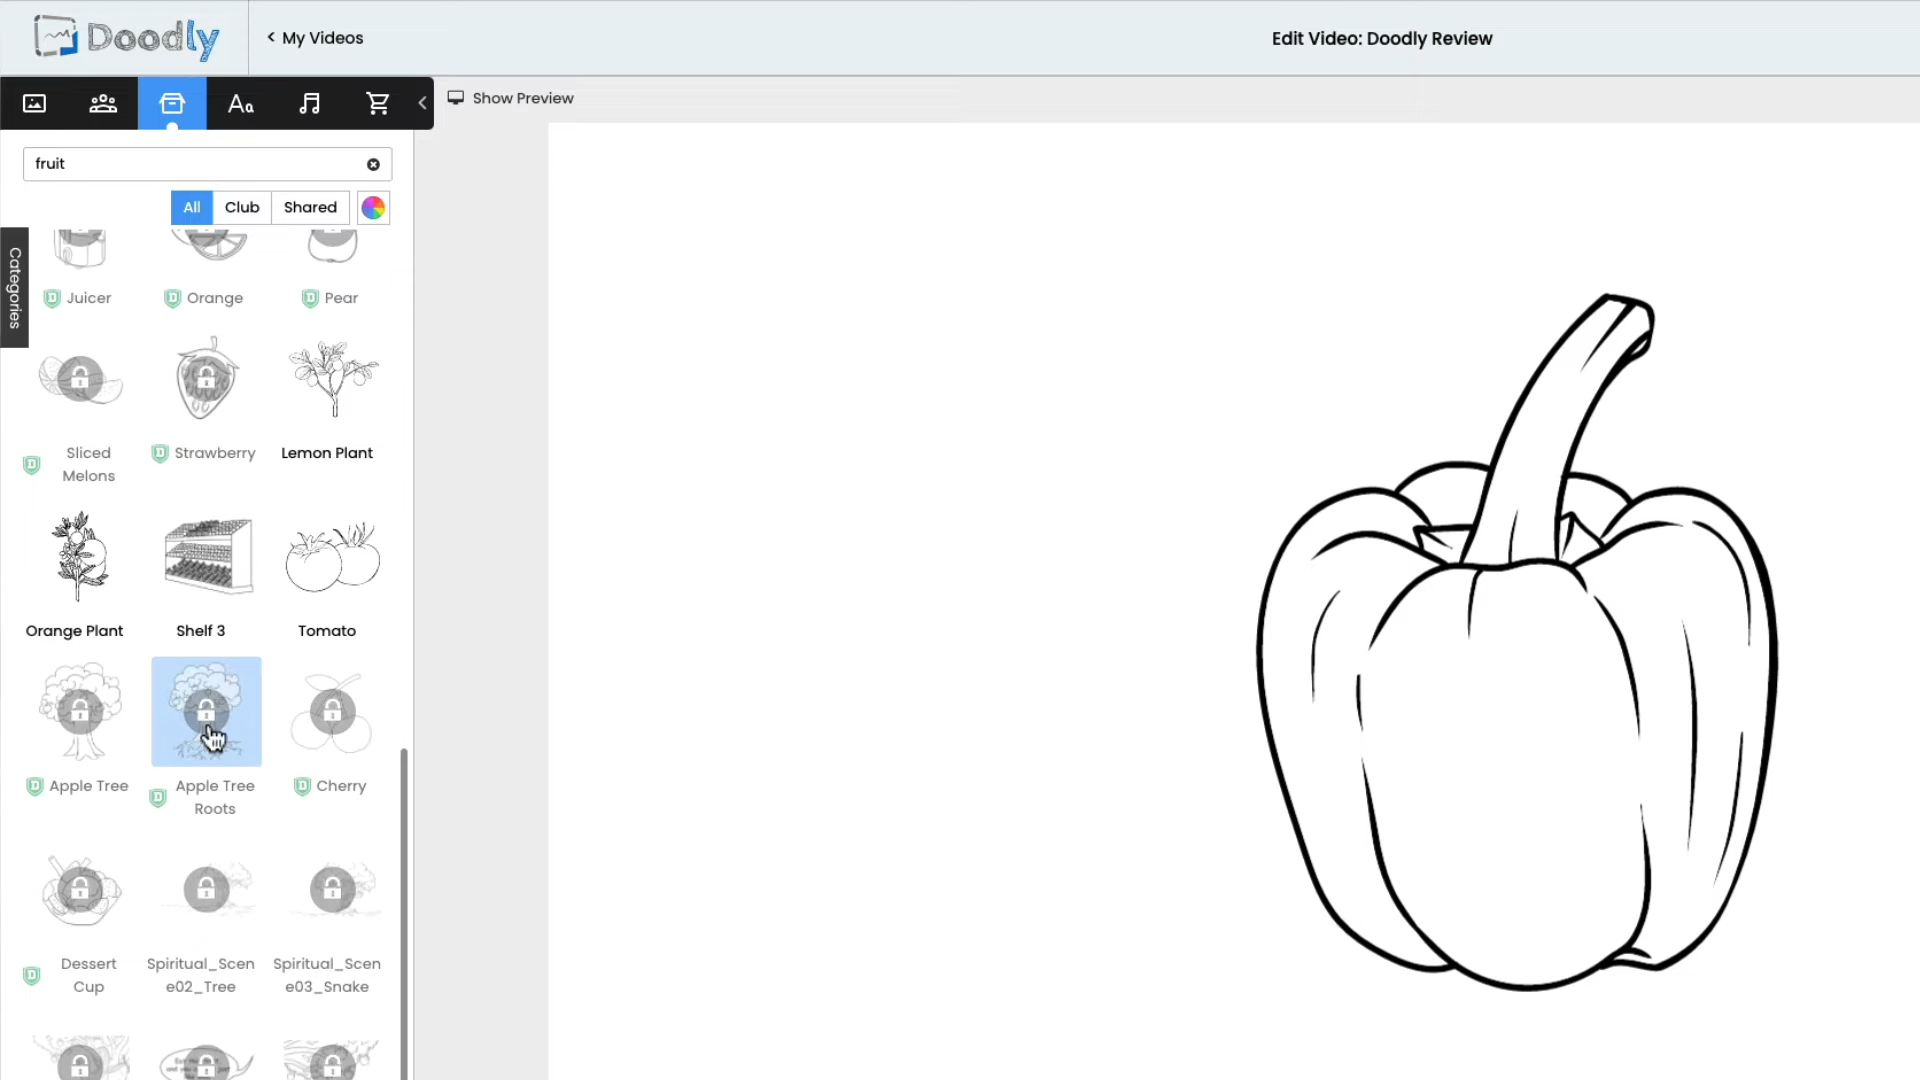 Doodly
< My Videos
Edit Video: Doodly Review
Aa
Show Preview
fruit
All
Club
Shared
Categories
Juicer
Orange
Pear
Sliced
Melons
Strawberry
Lemon Plant
Orange Plant
Shelf 3
Tomato
Apple Tree
Apple Tree
Roots
Cherry
Dessert
Cup
Spiritual_Scen
e02_Tree
Spiritual_Scen
e03_Snake